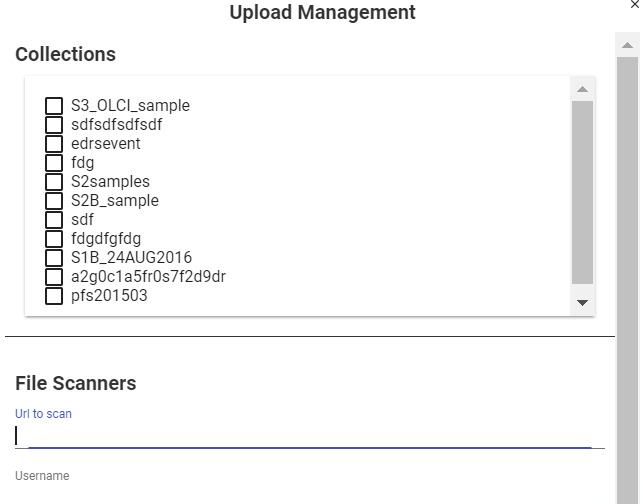 Upload Management
Collections
S3_OLCI_sample
sdfsdfsdfsdf
edrsevent
fdg
S2samples
S2B_sample
sdf
fdgdfgfdg
S1B_24AUG2016
a2g0c1a5fr0s7f2d9dr
pfs201503
File Scanners
Url to scan
Username